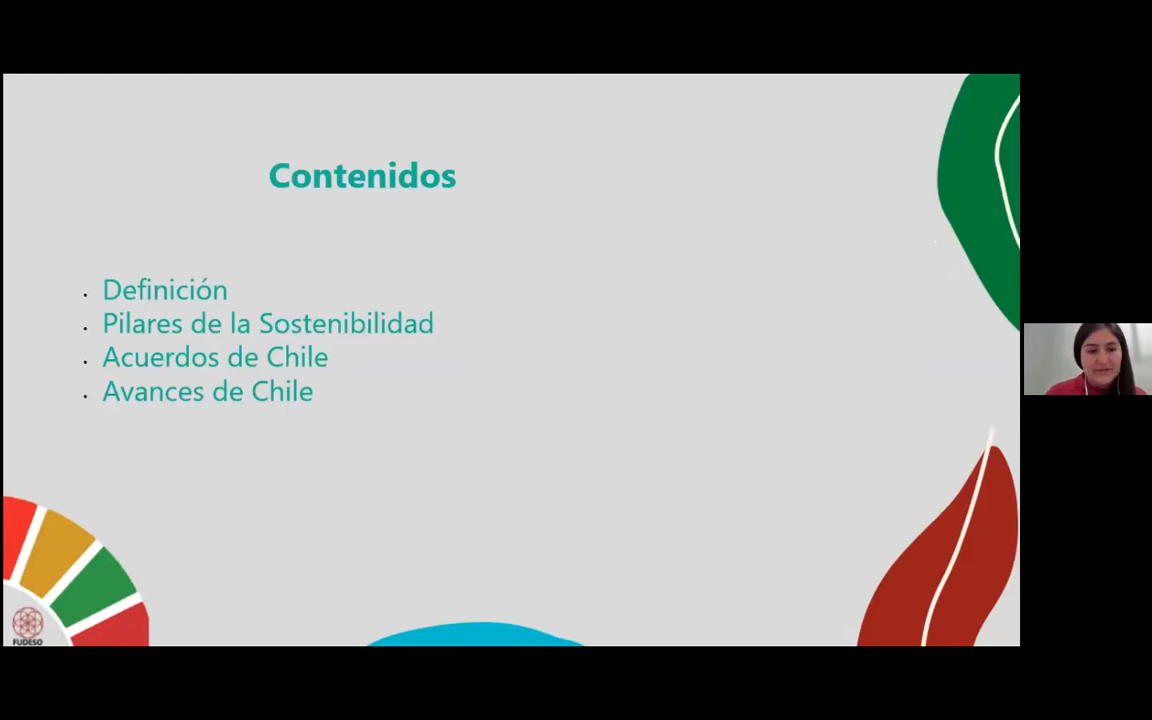 Contenidos
Definición
Pilares de la Sostenibilidad
Acuerdos de Chile
Avances de Chile
FUDESO